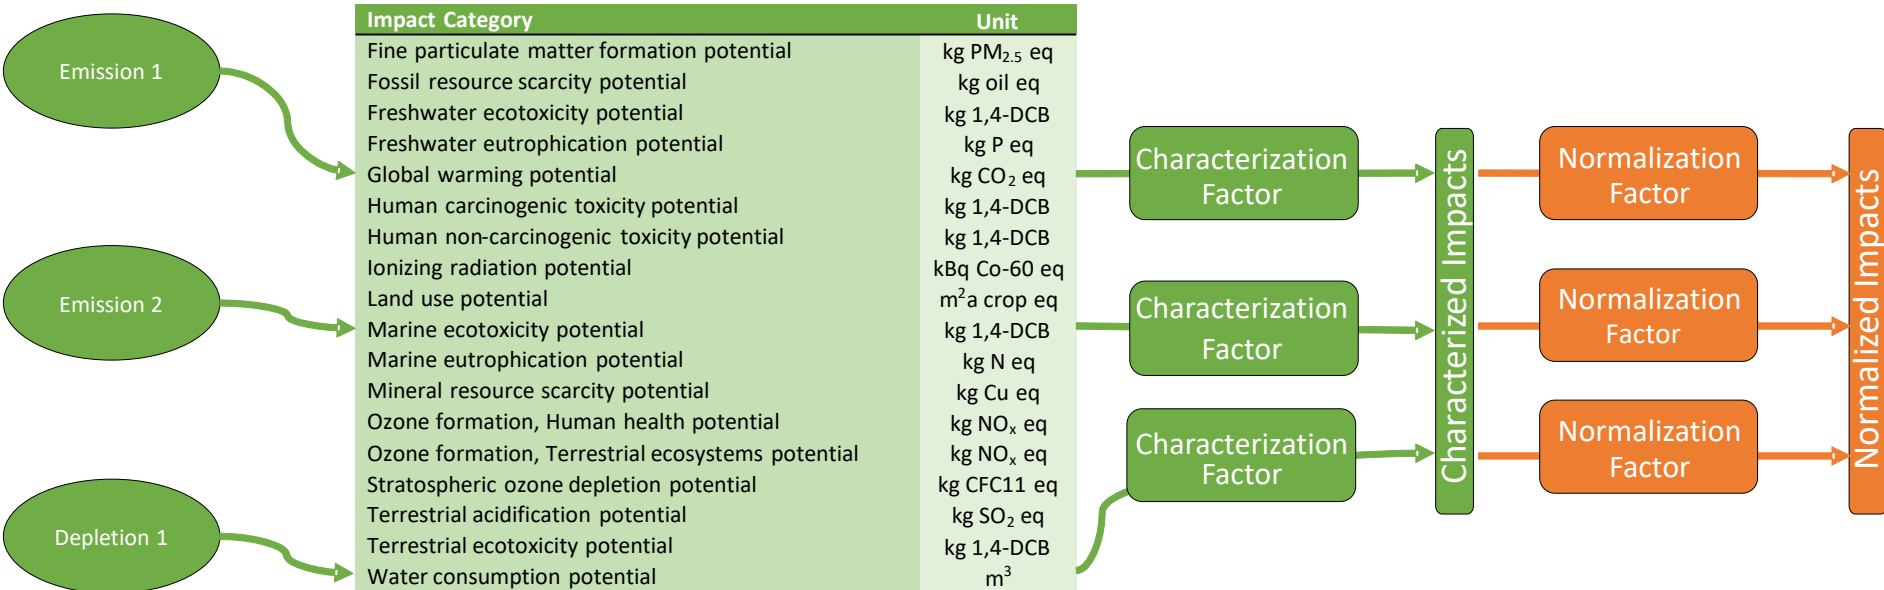 Emission 1
Emission 2
Depletion 1
Impact Category Unit
Fine particulate matter formation potential kg PM2.5 eq
Fossil resource scarcity potential kg oil eq
Freshwater ecotoxicity potential kg 1,4-DCB
Freshwater eutrophication potential kg P eq
Global warming potential kg CO2 eq
Human carcinogenic toxicity potential kg 1,4-DCB
Human non-carcinogenic toxicity potential kg 1,4-DCB
Ionizing radiation potential kBq Co-60 eq
Land use potential m²a crop eq
Marine ecotoxicity potential kg 1,4-DCB
Marine eutrophication potential kg N eq
Mineral resource scarcity potential kg Cu eq
Ozone formation, Human health potential kg NOx eq
Ozone formation, Terrestrial ecosystems potential kg NOx eq
Stratospheric ozone depletion potential kg CFC11 eq
Terrestrial acidification potential kg SO2 eq
Terrestrial ecotoxicity potential kg 1,4-DCB
Water consumption potential m³
Characterization
Factor
Characterization
Factor
Characterization
Factor
Characterized Impacts
Normalization
Factor
Normalization
Factor
Normalization
Factor
Normalized Impacts